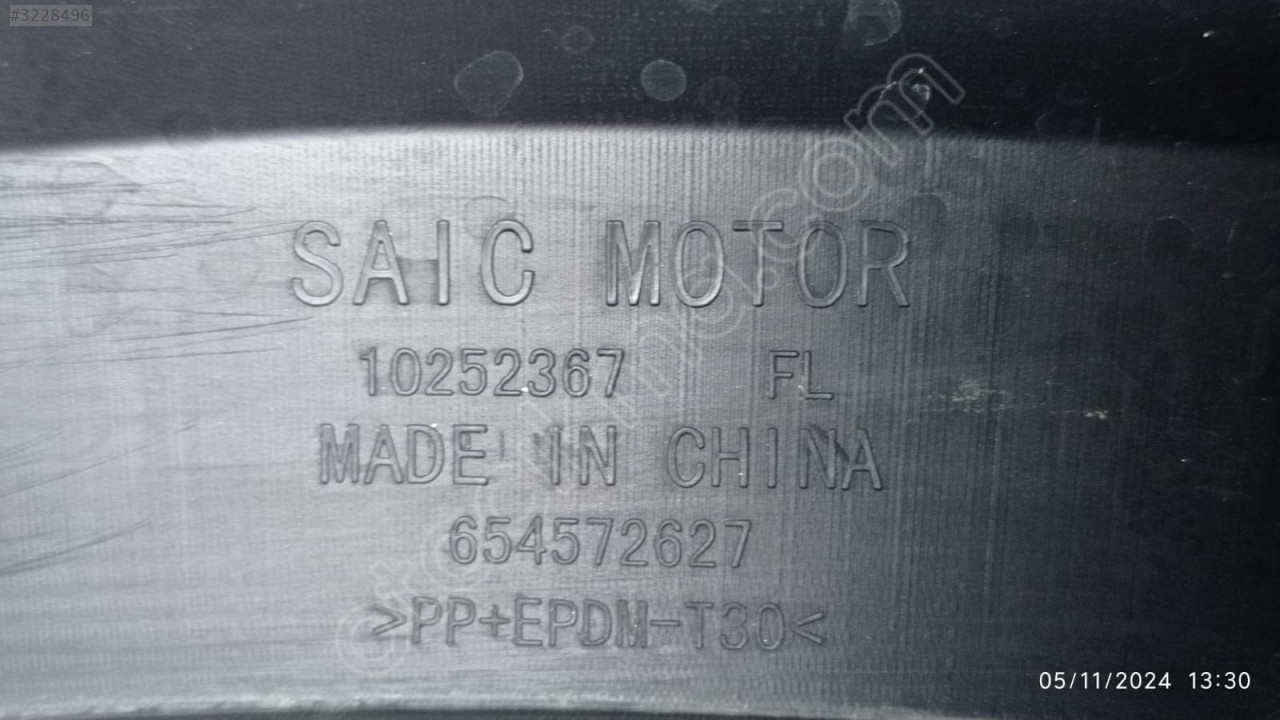 #3228496
SAIC MOTOR
10252367 FL
MADE IN CHINA
654572627
>PP+EPDM-T30<
05/11/2024 13:30